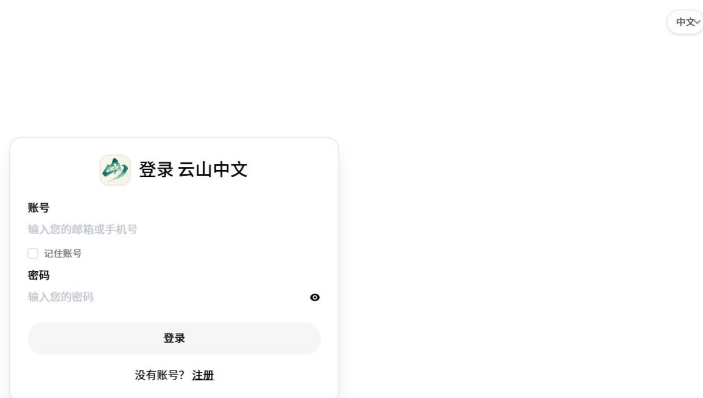 中文
登录 云山中文
账号
输入您的邮箱或手机号
记住账号
密码
输入您的密码
登录
没有账号？ 注册